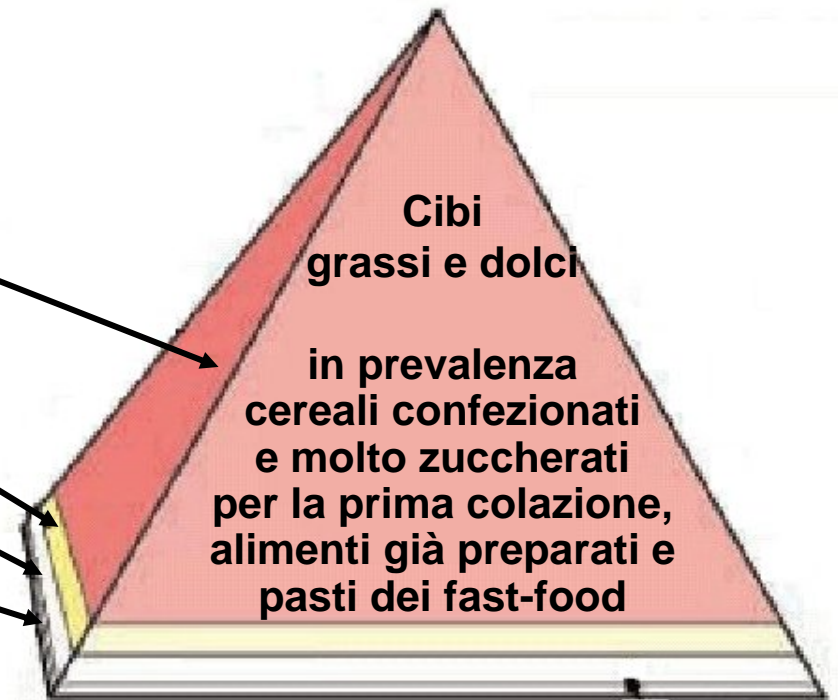 Cibi
grassi e dolci
in prevalenza
cereali confezionati
e molto zuccherati
per la prima colazione,
alimenti già preparati e
pasti dei fast-food